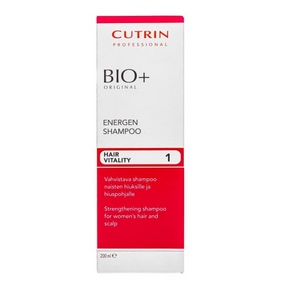 CUTRIN
PROFESSIONAL
BIO+
ORIGINAL
ENERGEN
SHAMPOO
HAIR
VITALITY 1
Vahvistava shampoo
naisten hiuksille ja
hiuspohjalle
Strengthening shampoo
for women's hair and
scalp
200 ml ℮